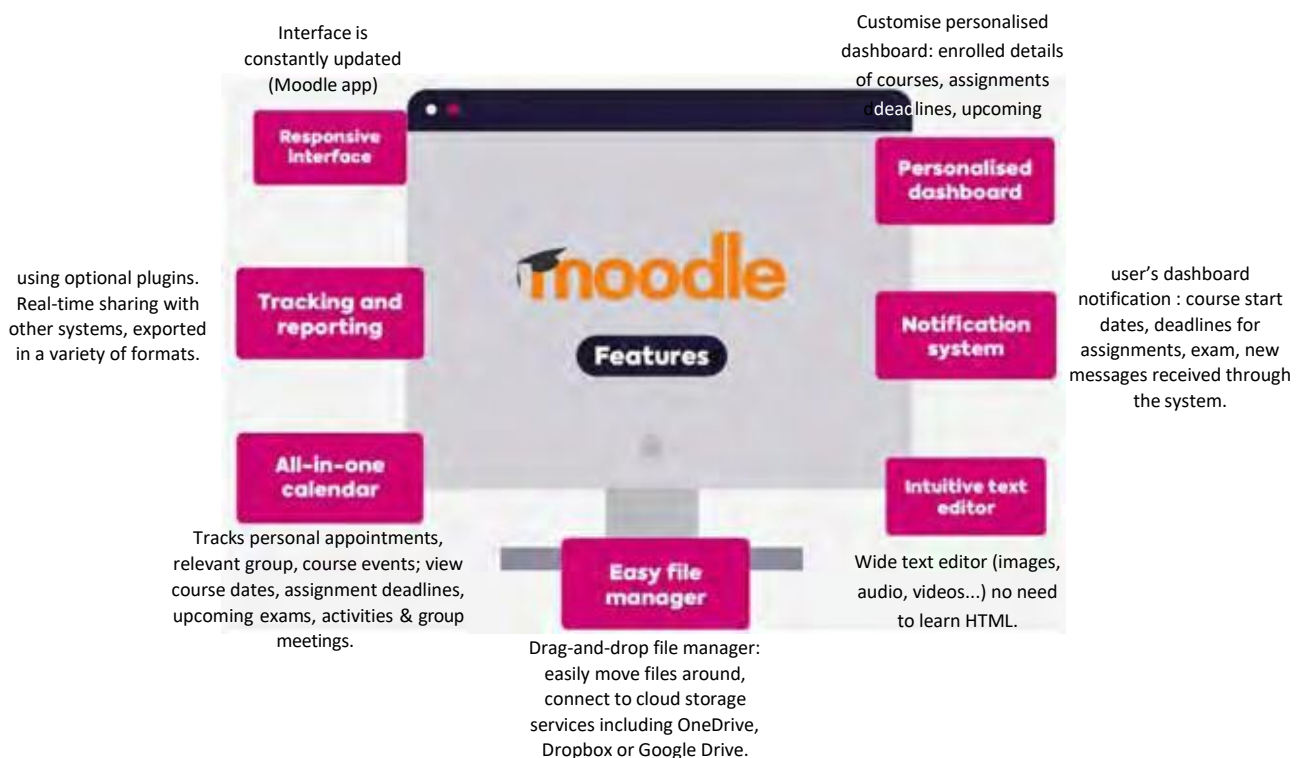 Interface is
constantly updated
(Moodle app)
Responsive
interface
Customise personalised
dashboard: enrolled details
of courses, assignments
ddeadlines, upcoming
Personalised
dashboard
moodle
Features
using optional plugins.
Real-time sharing with
other systems, exported
in a variety of formats.
Tracking and
reporting
Notification
system
user’s dashboard
notification : course start
dates, deadlines for
assignments, exam, new
messages received through
the system.
All-in-one
calendar
Tracks personal appointments,
relevant group, course events; view
course dates, assignment deadlines,
upcoming exams, activities & group
meetings.
Easy file
manager
Drag-and-drop file manager:
easily move files around,
connect to cloud storage
services including OneDrive,
Dropbox or Google Drive.
Intuitive text
editor
Wide text editor (images,
audio, videos...) no need
to learn HTML.